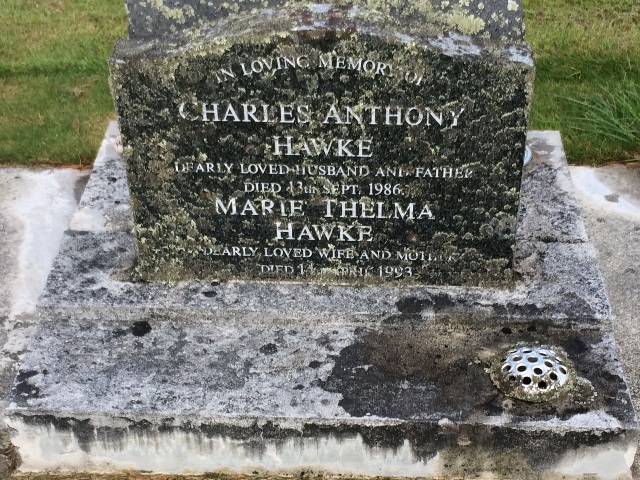 IN LOVING MEMORY OF
CHARLES ANTHONY
HAWKE
DEARLY LOVED HUSBAND AND FATHER
DIED 13TH SEPT. 1986.
MARIE THELMA
HAWKE
DEARLY LOVED WIFE AND MOTHER
DIED APRIL 1993.